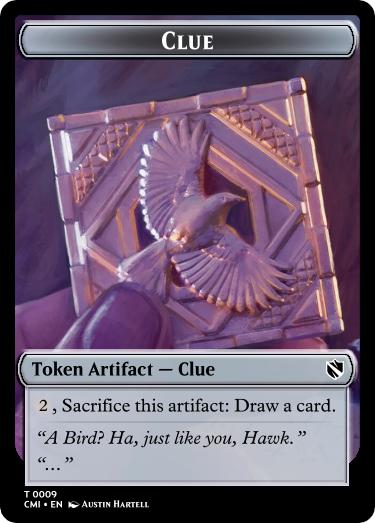 Clue
Token Artifact — Clue
2, Sacrifice this artifact: Draw a card.
“A Bird? Ha, just like you, Hawk.”
“...”
T 0009
CMI • EN Austin Hartell